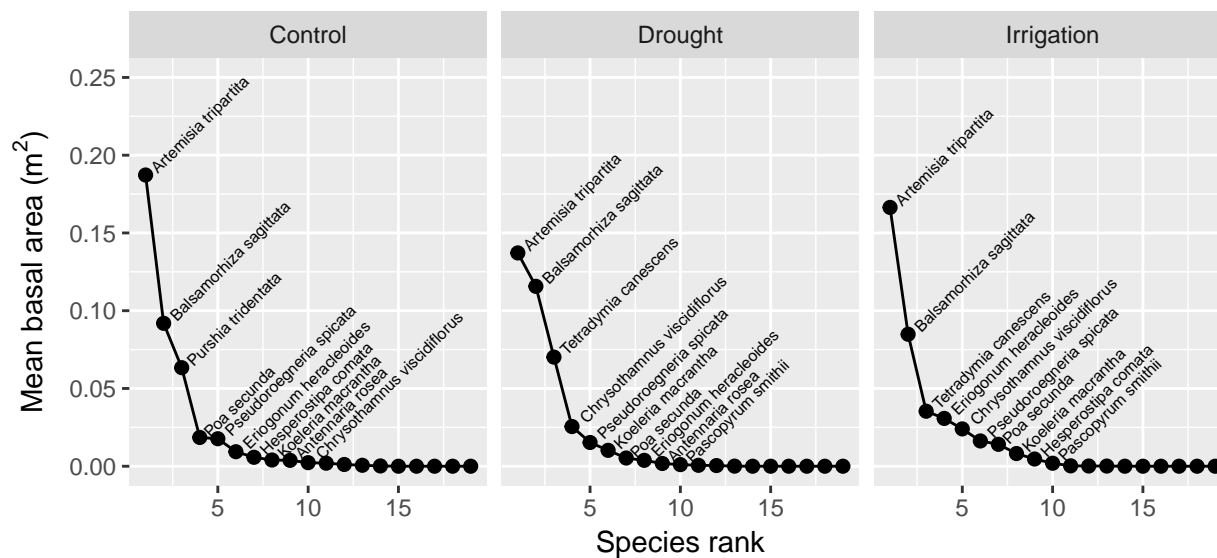 Control
Drought
Irrigation
Mean basal area (m²)
0.25
0.20
0.15
0.10
0.05
0.00
Artemisia tripartita
Balsamorhiza sagittata
Purshia tridentata
Poa secunda
Pseudoroegneria spicata
Eriogonum heracleoides
Hesperostipa comata
Koeleria macrantha
Antennaria rosea
Chrysothamnus viscidiflorus
Artemisia tripartita
Balsamorhiza sagittata
Tetradymia canescens
Chrysothamnus viscidiflorus
Pseudoroegneria spicata
Koeleria macrantha
Poa secunda
Eriogonum heracleoides
Antennaria rosea
Pascopyrum smithii
Artemisia tripartita
Balsamorhiza sagittata
Tetradymia canescens
Eriogonum heracleoides
Chrysothamnus viscidiflorus
Pseudoroegneria spicata
Poa secunda
Koeleria macrantha
Hesperostipa comata
Pascopyrum smithii
5 10 15
5 10 15
5 10 15
Species rank